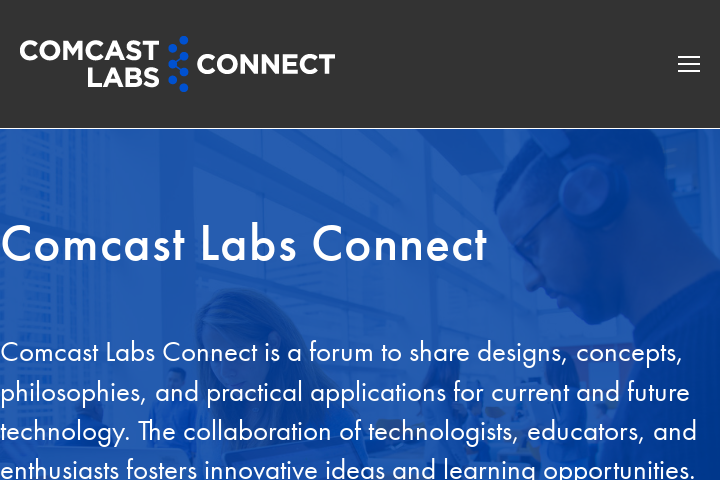 COMCAST
LABS
CONNECT
Comcast Labs Connect
Comcast Labs Connect is a forum to share designs, concepts,
philosophies, and practical applications for current and future
technology. The collaboration of technologists, educators, and
enthusiasts fosters innovative ideas and learning opportunities.